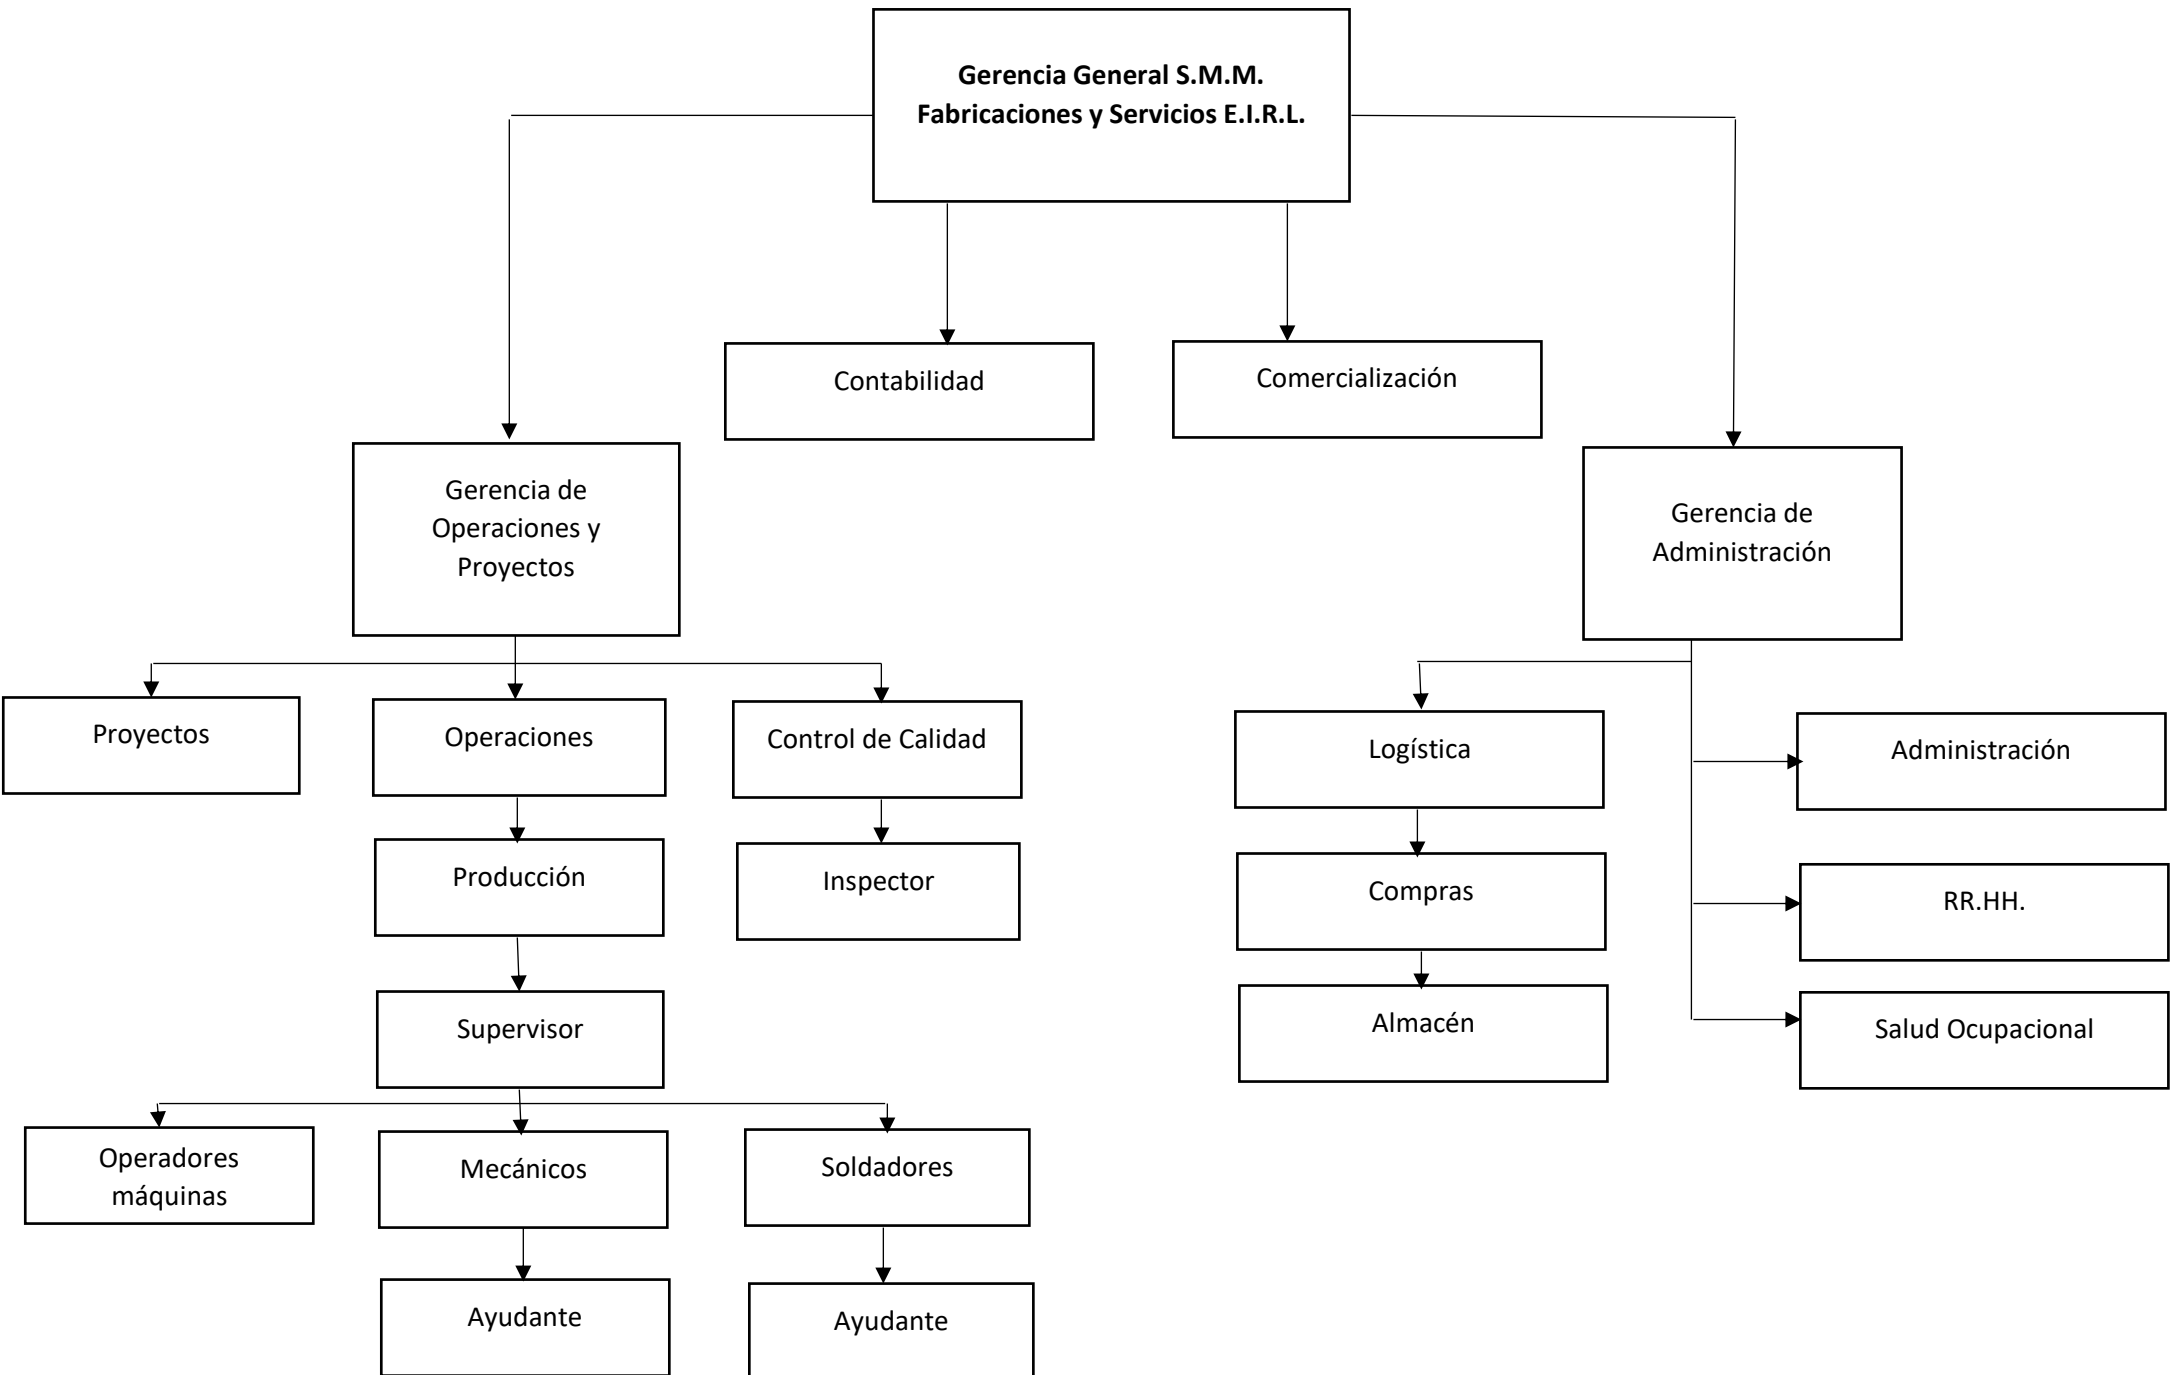 Gerencia General S.M.M.
Fabricaciones y Servicios E.I.R.L.
Contabilidad
Comercialización
Gerencia de
Operaciones y
Proyectos
Gerencia de
Administración
Proyectos
Operaciones
Control de Calidad
Logística
Administración
Producción
Inspector
Compras
RR.HH.
Supervisor
Almacén
Salud Ocupacional
Operadores
máquinas
Mecánicos
Soldadores
Ayudante
Ayudante